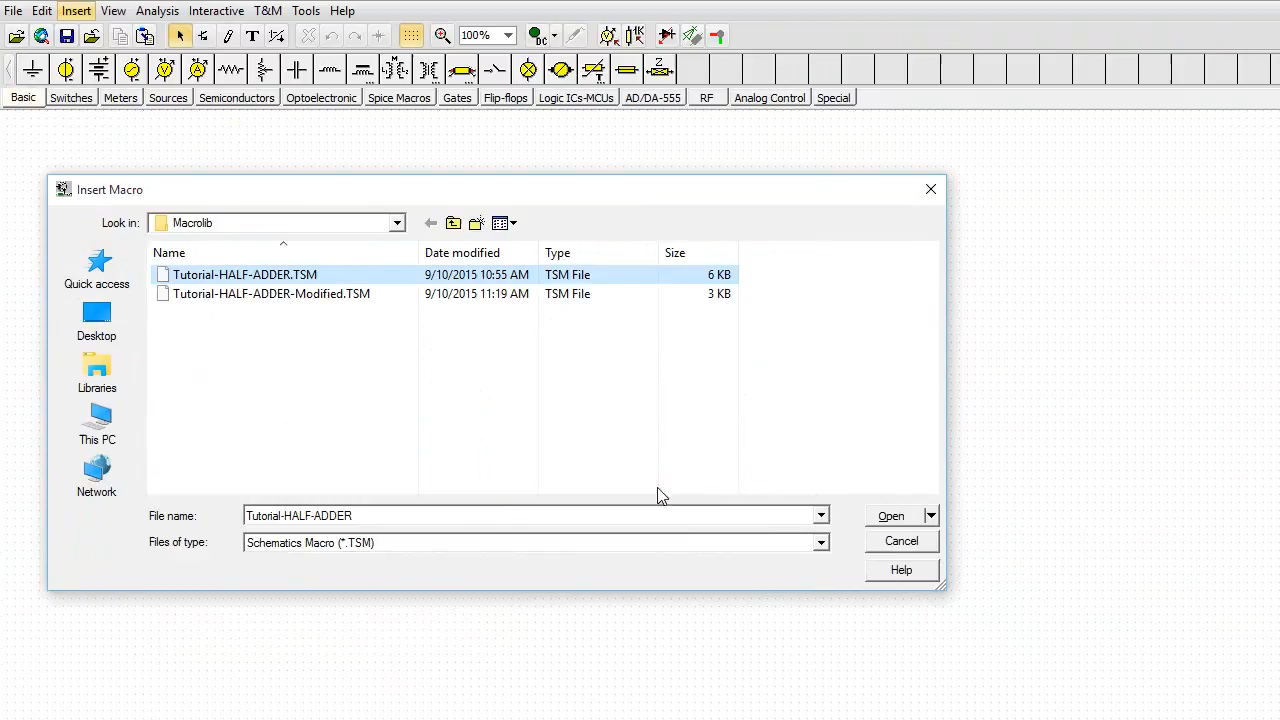 File Edit Insert View Analysis Interactive T&M Tools Help
DC 100%
Basic Switches Meters Sources Semiconductors Optoelectronic Spice Macros Gates Flip-flops Logic ICs-MCUs AD/DA-555 RF Analog Control Special
Insert Macro
Look in: Macrolib
Name Date modified Type Size
Tutorial-HALF-ADDER.TSM 9/10/2015 10:55 AM TSM File 6 KB
Tutorial-HALF-ADDER-Modified.TSM 9/10/2015 11:19 AM TSM File 3 KB
Quick access
Desktop
Libraries
This PC
Network
File name: Tutorial-HALF-ADDER Open
Files of type: Schematics Macro (*.TSM) Cancel
Help